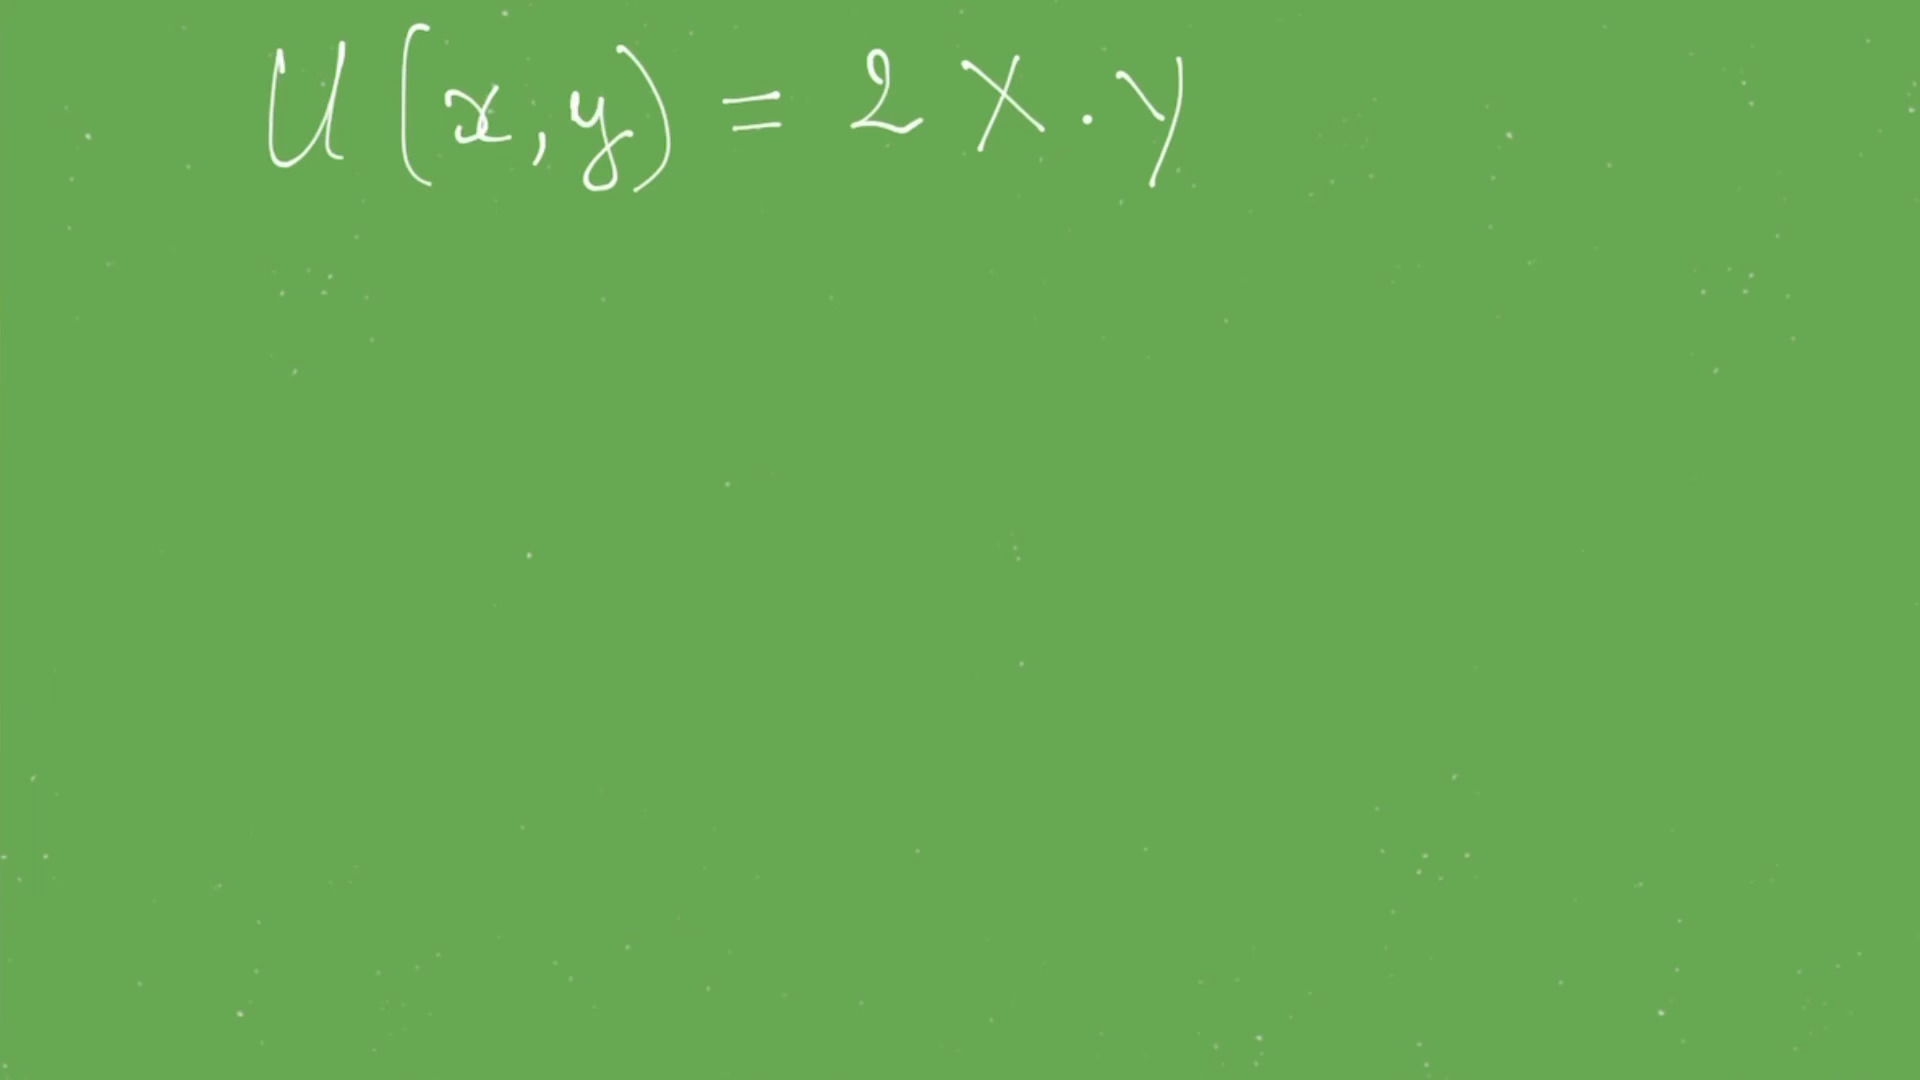 U(x,y) = 2X.Y